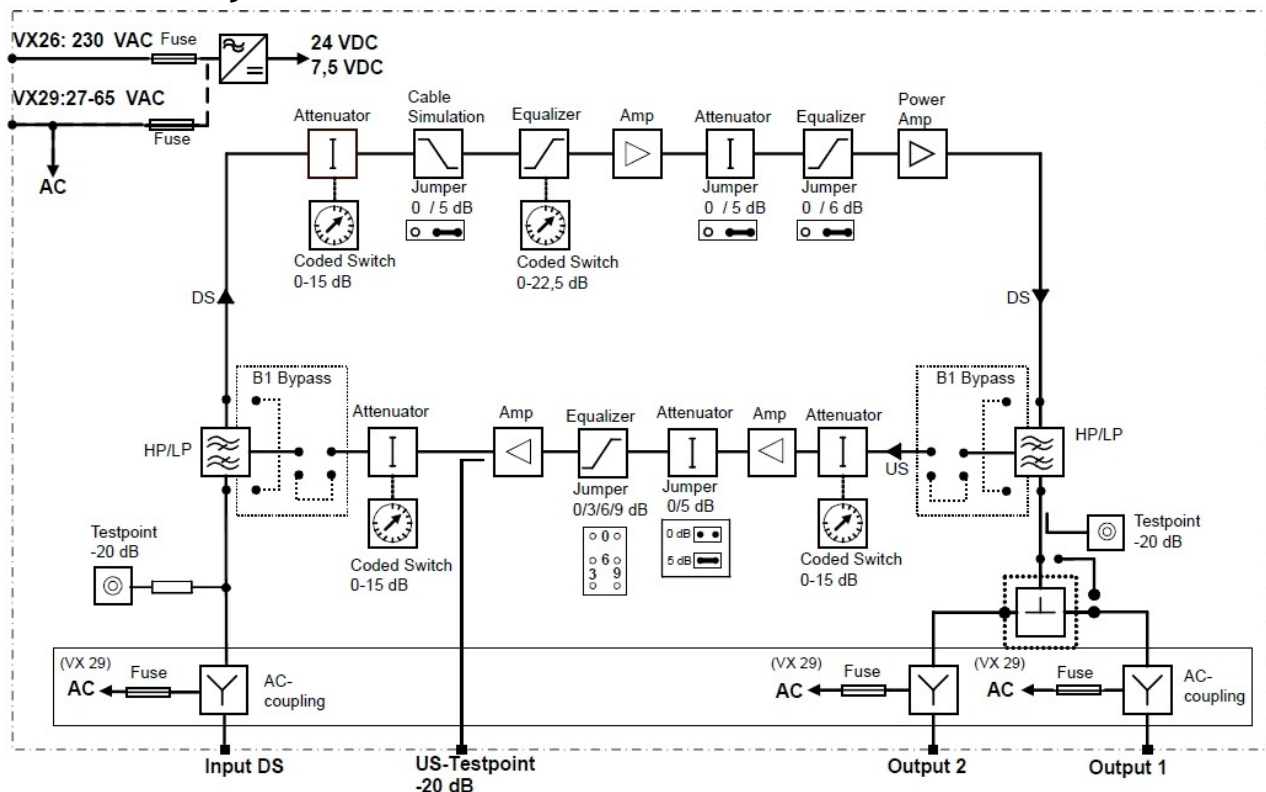 VX26: 230 VAC
Fuse
24 VDC
7,5 VDC
VX29:27-65 VAC
Fuse
AC
Attenuator
Cable
Simulation
Equalizer
Amp
Attenuator
Equalizer
Power
Amp
Jumper
0 / 5 dB
Jumper
0 / 5 dB
Jumper
0 / 6 dB
Coded Switch
0-15 dB
Coded Switch
0-22,5 dB
DS
DS
B1 Bypass
B1 Bypass
HP/LP
Attenuator
Amp
Equalizer
Attenuator
Amp
Attenuator
HP/LP
US
Jumper
0/3/6/9 dB
0
6
3 9
Jumper
0/5 dB
0 dB
5 dB
Coded Switch
0-15 dB
Coded Switch
0-15 dB
Testpoint
-20 dB
Testpoint
-20 dB
(VX 29)
AC
Fuse
AC-
coupling
(VX 29)
AC
Fuse
(VX 29)
AC
Fuse
AC-
coupling
Input DS
US-Testpoint
-20 dB
Output 2
Output 1